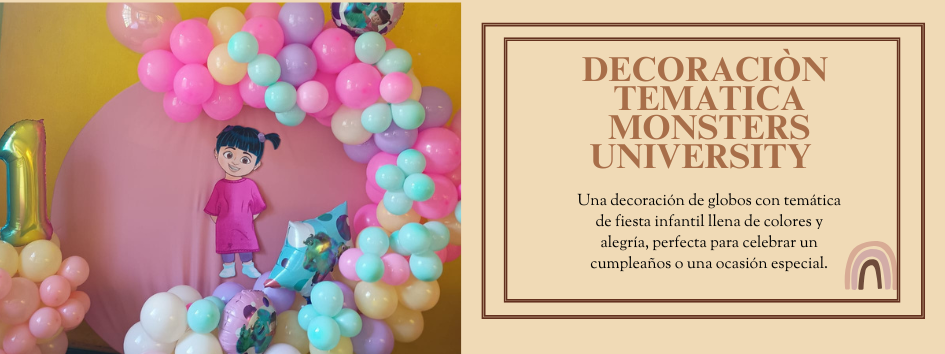 DECORACIÒN
TEMATICA
MONSTERS
UNIVERSITY
Una decoración de globos con temática
de fiesta infantil llena de colores y
alegría, perfecta para celebrar un
cumpleaños o una ocasión especial.
1